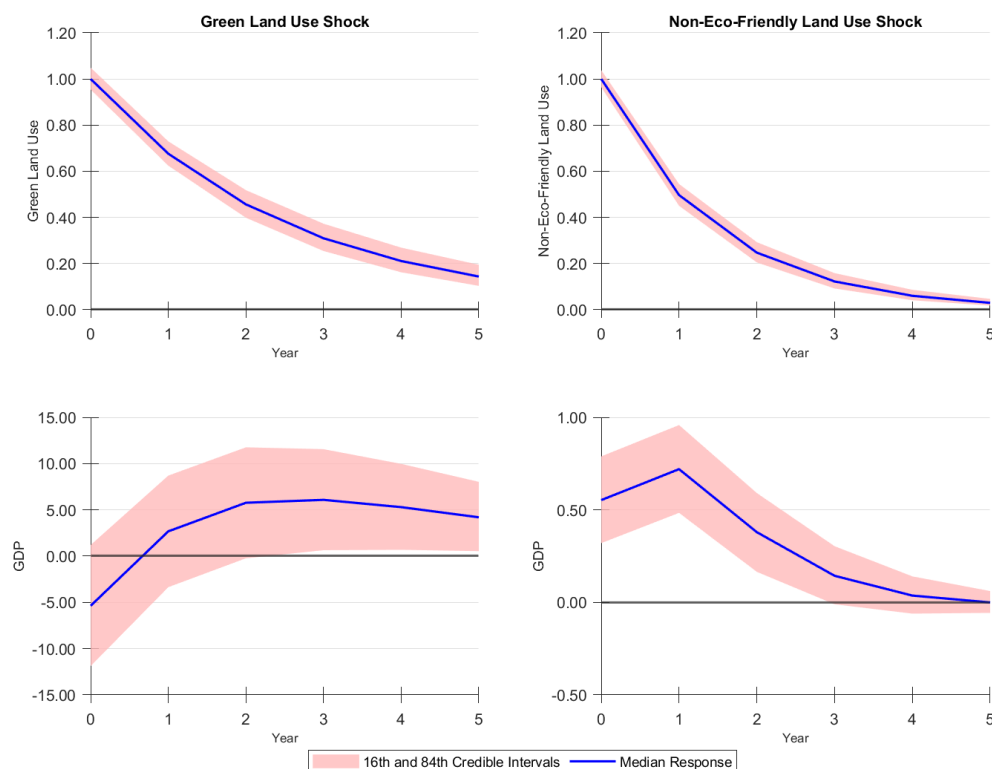 Green Land Use Shock
1.20
1.00
0.80
0.60
0.40
0.20
0.00
Green Land Use
0 1 2 3 4 5
Year
Non-Eco-Friendly Land Use Shock
1.20
1.00
0.80
0.60
0.40
0.20
0.00
Non-Eco-Friendly Land Use
0 1 2 3 4 5
Year
15.00
10.00
5.00
0.00
-5.00
-10.00
-15.00
GDP
0 1 2 3 4 5
Year
1.00
0.50
0.00
-0.50
GDP
0 1 2 3 4 5
Year
16th and 84th Credible Intervals Median Response